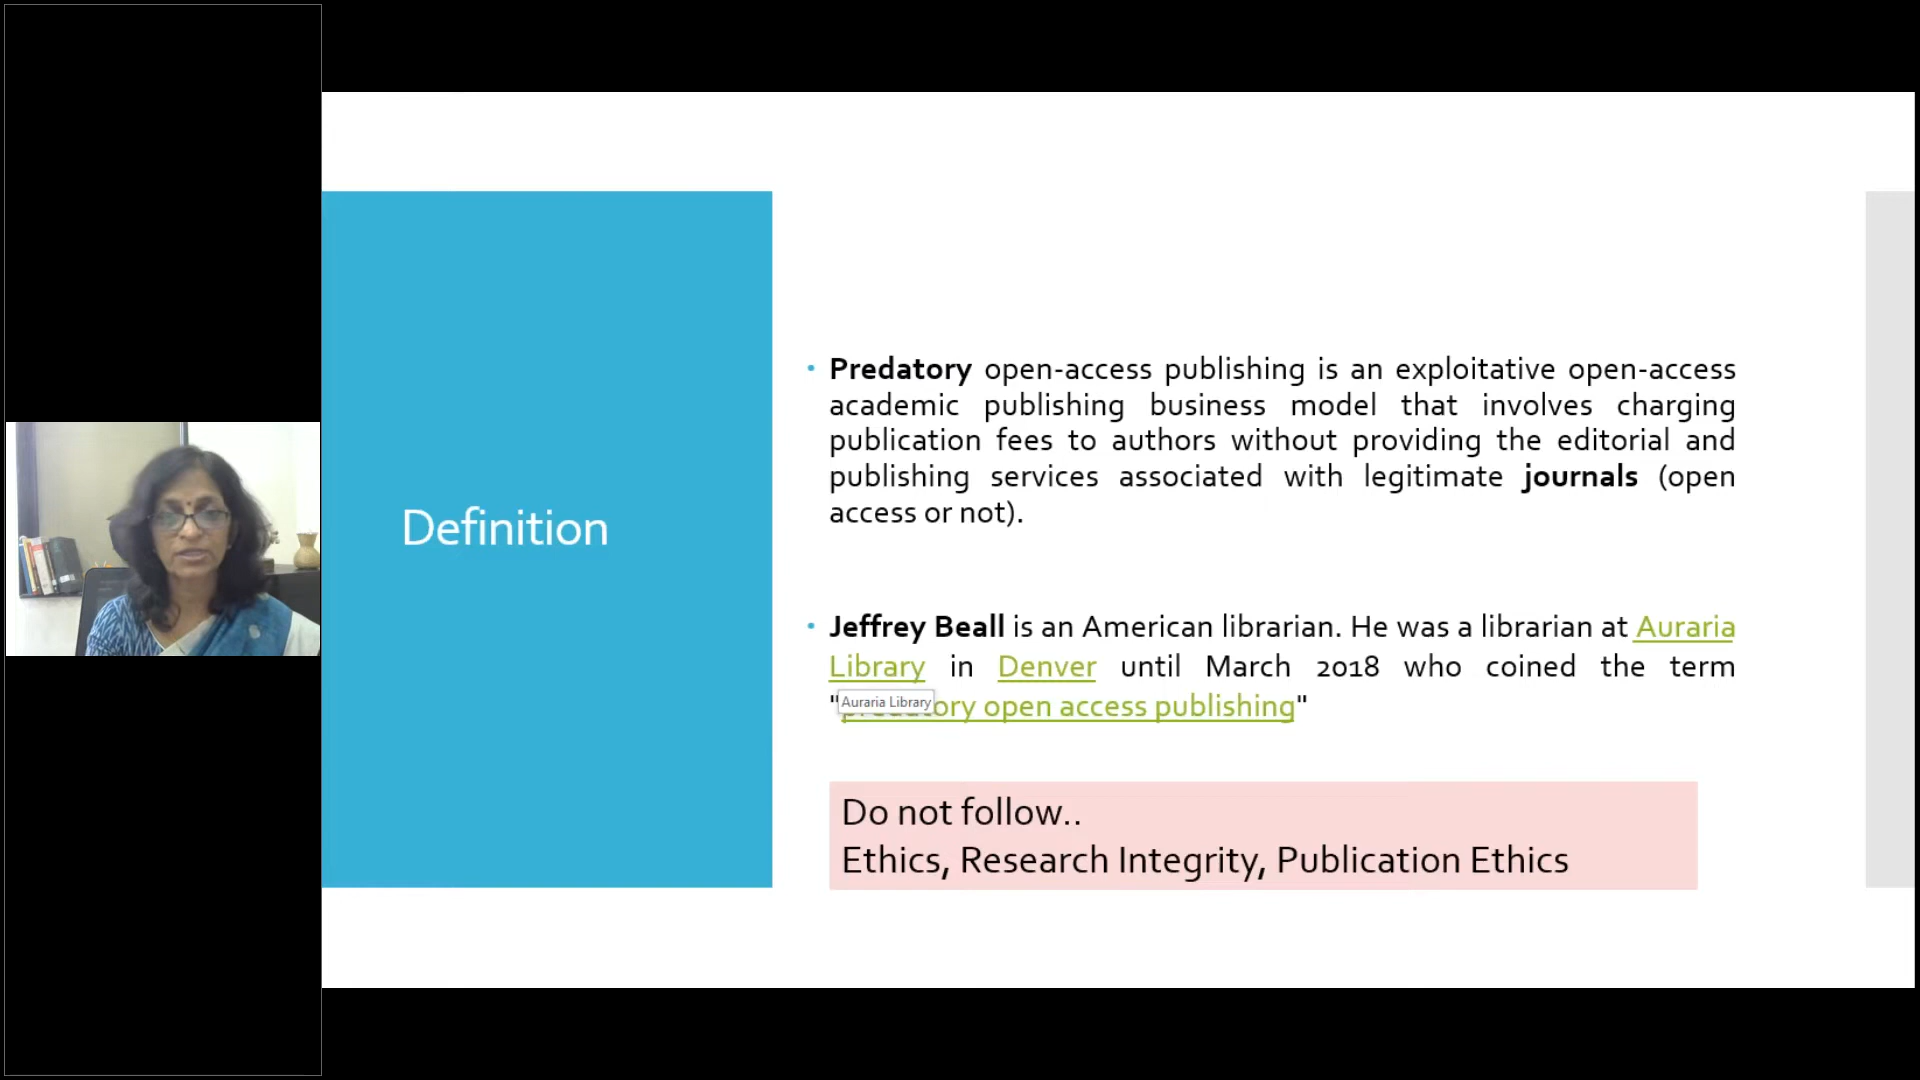 Definition
• Predatory open-access publishing is an exploitative open-access
academic publishing business model that involves charging
publication fees to authors without providing the editorial and
publishing services associated with legitimate journals (open
access or not).
• Jeffrey Beall is an American librarian. He was a librarian at Auraria
Library in Denver until March 2018 who coined the term
"predatory open access publishing"
Auraria Library
Do not follow..
Ethics, Research Integrity, Publication Ethics